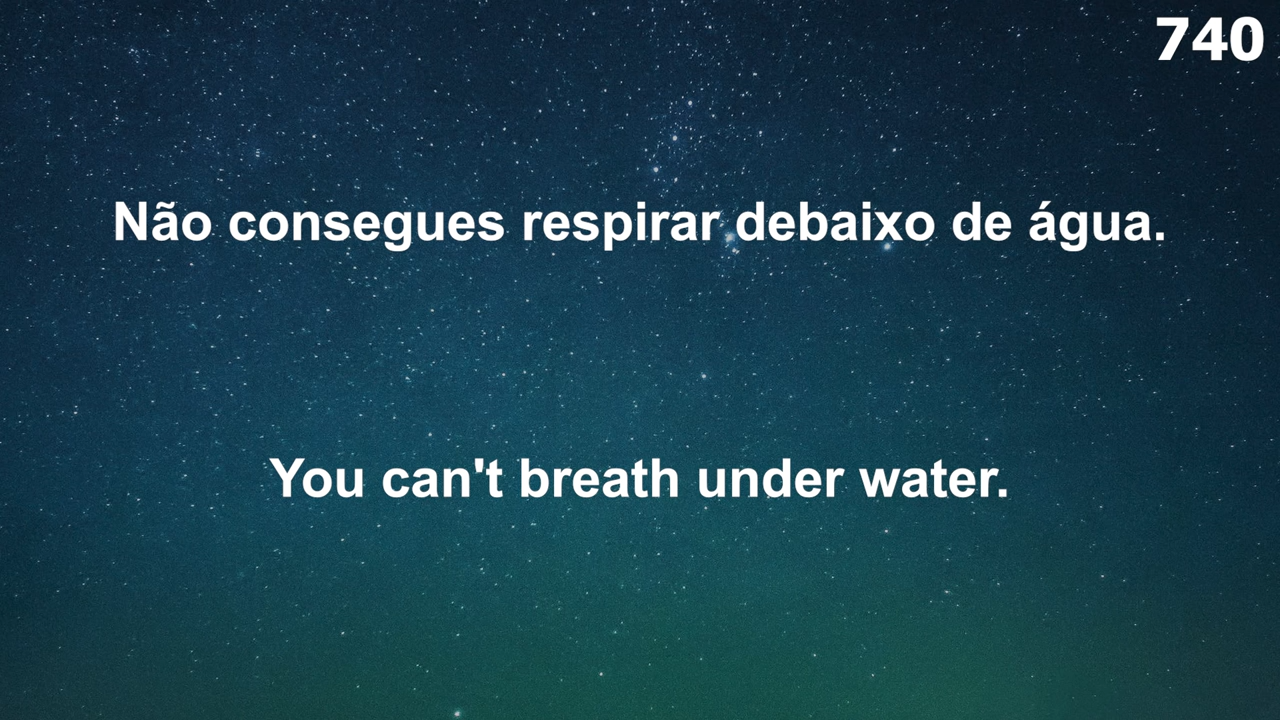 740
Não consegues respirar debaixo de água.
You can't breath under water.